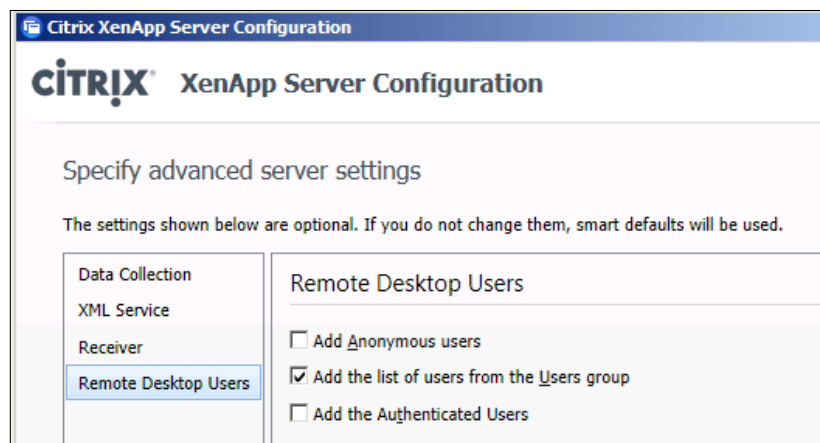 Citrix XenApp Server Configuration
CİTRIX® XenApp Server Configuration
Specify advanced server settings
The settings shown below are optional. If you do not change them, smart defaults will be used.
Data Collection
XML Service
Receiver
Remote Desktop Users
Remote Desktop Users
Add Anonymous users
Add the list of users from the Users group
Add the Authenticated Users